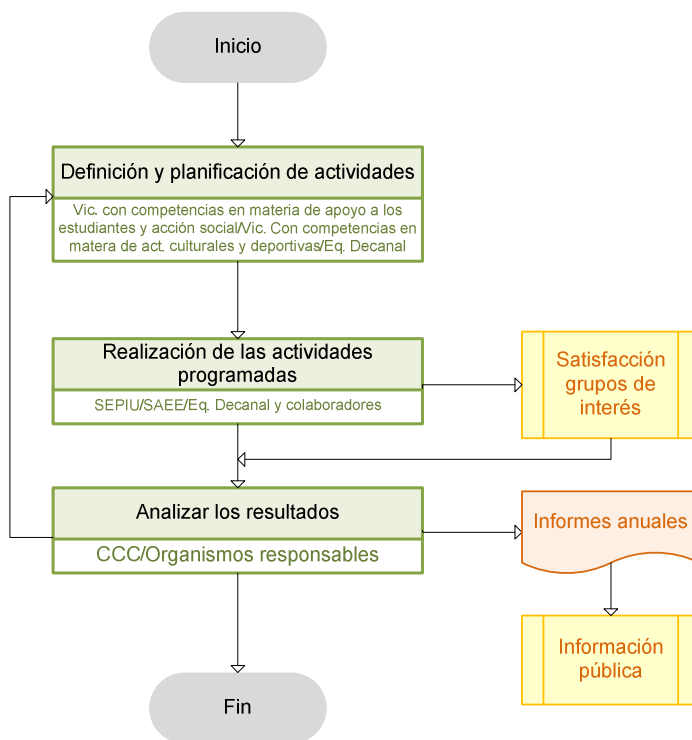 Inicio
Definición y planificación de actividades
Vic. con competencias en materia de apoyo a los
estudiantes y acción social/Vic. Con competencias en
matera de act. culturales y deportivas/Eq. Decanal
Realización de las actividades
programadas
SEPIU/SAEE/Eq. Decanal y colaboradores
Satisfacción
grupos de
interés
Analizar los resultados
CCC/Organismos responsables
Informes anuales
Información
pública
Fin